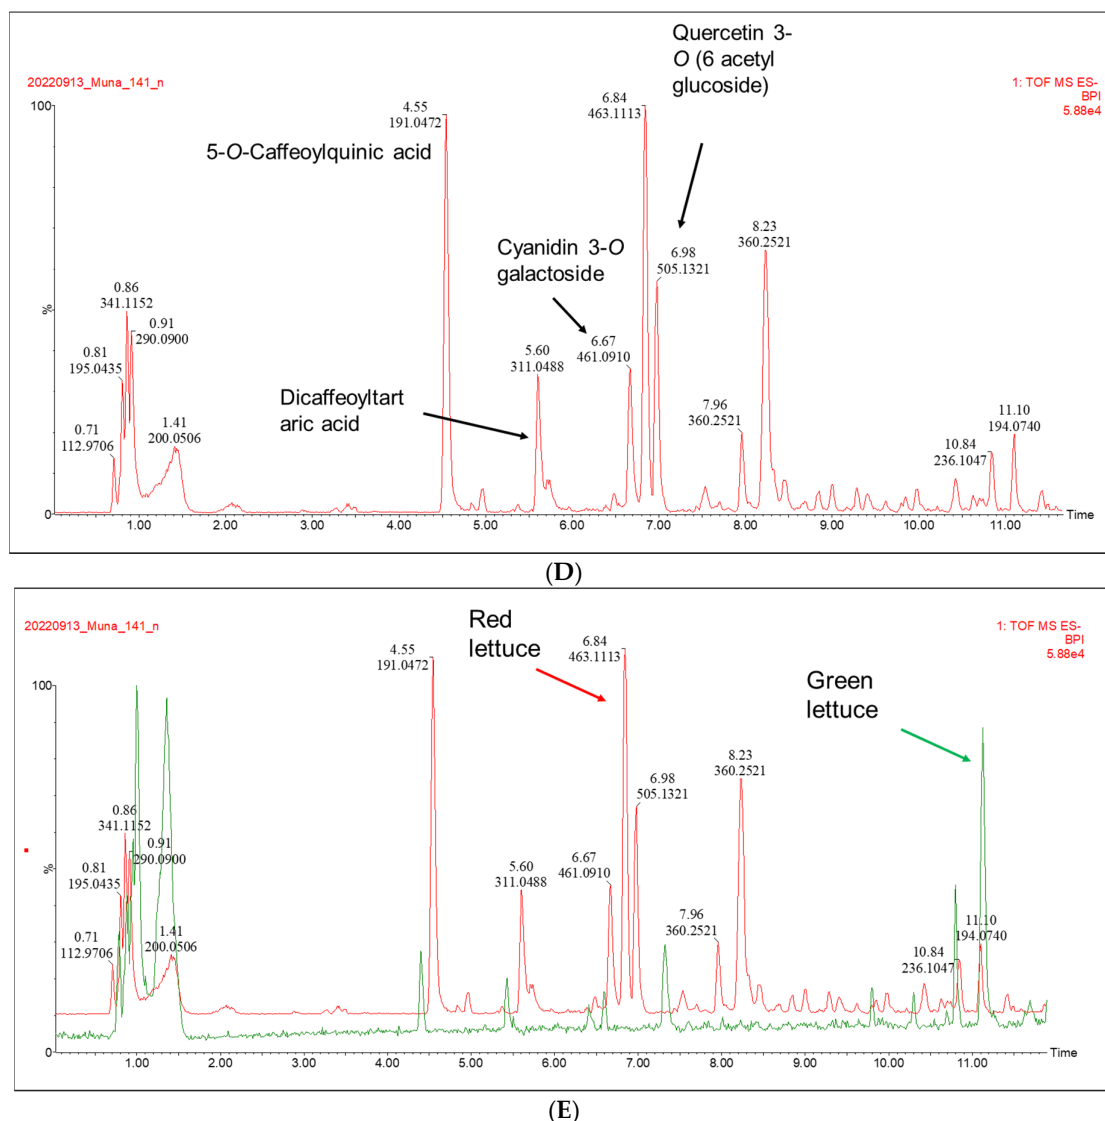 Quercetin 3-
O (6 acetyl
glucoside)
20220913_Muna_141_n
1: TOF MS ES-
BPI
5.88e4
100
%
0
4.55
191.0472
6.84
463.1113
5-O-Caffeoylquinic acid
Cyanidin 3-O
galactoside
6.98
505.1321
8.23
360.2521
0.86
341.1152
0.91
290.0900
0.81
195.0435
6.67
461.0910
5.60
311.0488
Dicaffeoyltart
aric acid
0.71
112.9706
1.41
200.0506
7.96
360.2521
10.84
236.1047
11.10
194.0740
1.00 2.00 3.00 4.00 5.00 6.00 7.00 8.00 9.00 10.00 11.00 Time
(D)
20220913_Muna_141_n
Red
lettuce
1: TOF MS ES-
BPI
5.88e4
4.55
191.0472
6.84
463.1113
Green
lettuce
100
%
0
8.23
360.2521
6.98
505.1321
0.86
341.1152
0.91
290.0900
0.81
195.0435
5.60
311.0488
6.67
461.0910
0.71
112.9706
1.41
200.0506
7.96
360.2521
10.84
236.1047
11.10
194.0740
1.00 2.00 3.00 4.00 5.00 6.00 7.00 8.00 9.00 10.00 11.00 Time
(E)